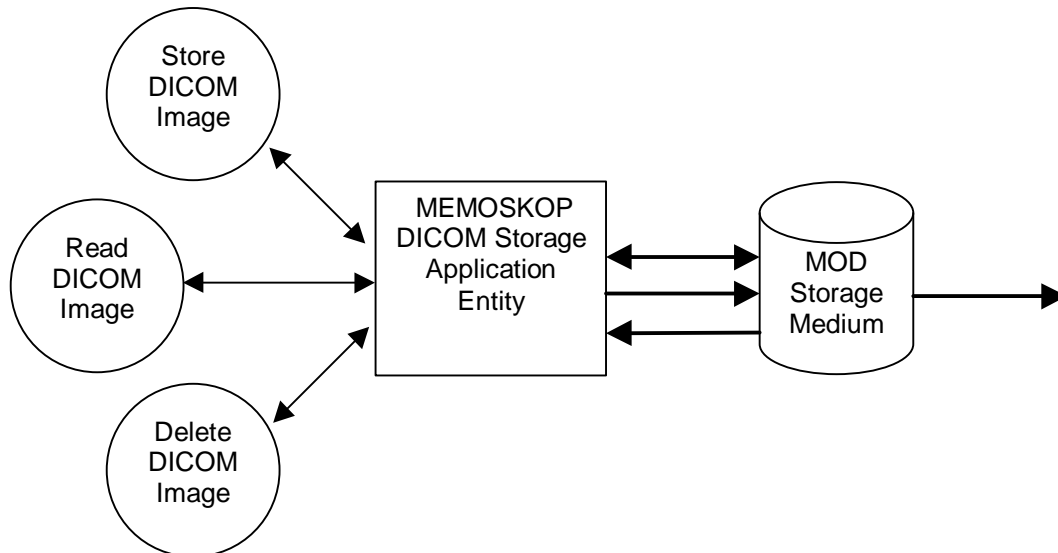 Store
DICOM
Image
Read
DICOM
Image
Delete
DICOM
Image
MEMOSKOP
DICOM Storage
Application
Entity
MOD
Storage
Medium